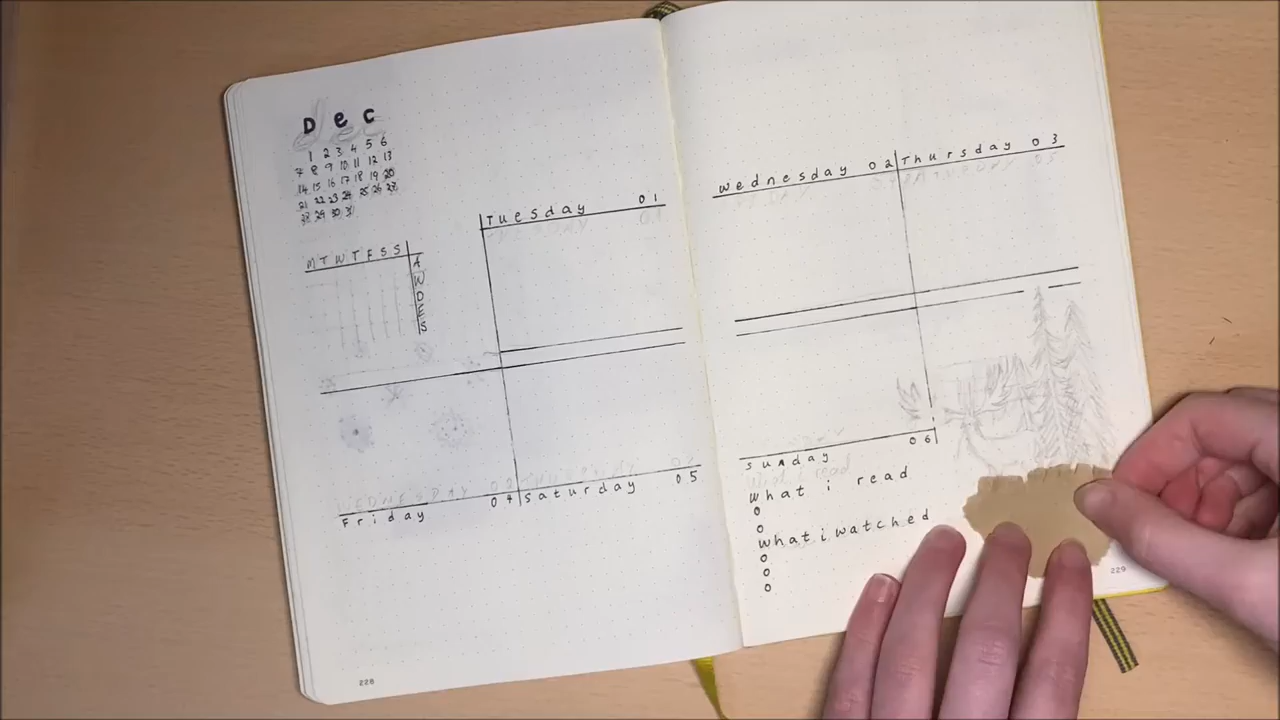 Dec
1 2 3 4 5 6
7 8 9 10 11 12 13
14 15 16 17 18 19 20
21 22 23 24 25 26 27
28 29 30 31
M T W T F S S
A
W
D
E
S
Tuesday 01
Friday 04
Saturday 05
228
Wednesday 02
Thursday 03
Sunday 06
What i read
What i watched
229